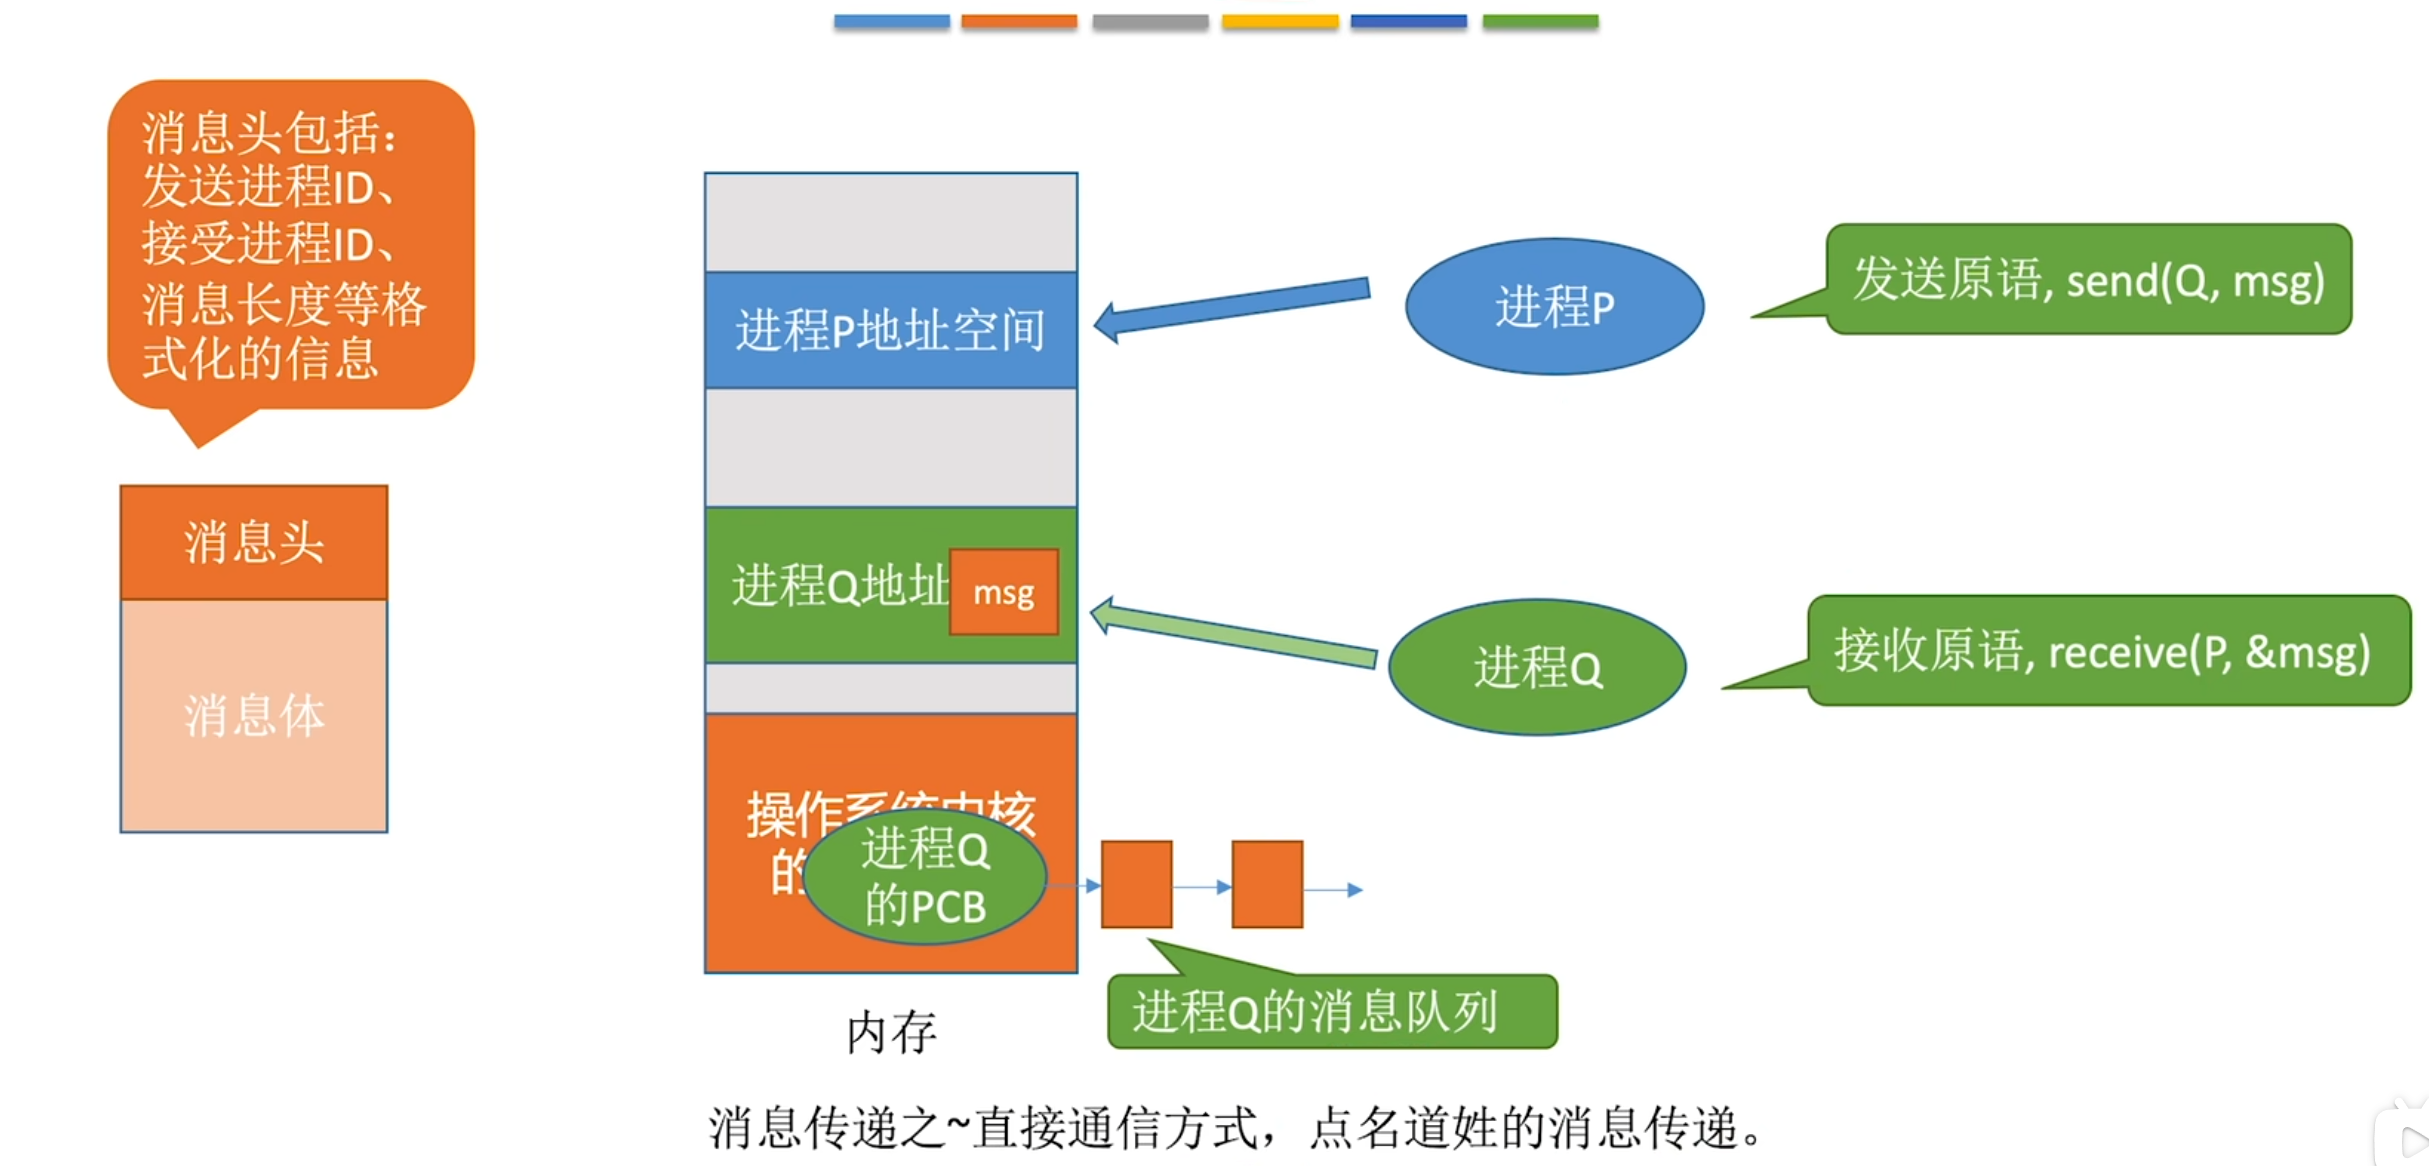 消息头包括：
发送进程ID、
接受进程ID、
消息长度等格
式化的信息
消息头
消息体
进程P地址空间
进程Q地址
msg
操作系统内核
的
进程Q
的PCB
内存
进程P
发送原语, send(Q, msg)
进程Q
接收原语, receive(P, &msg)
进程Q的消息队列
消息传递之~直接通信方式，点名道姓的消息传递。